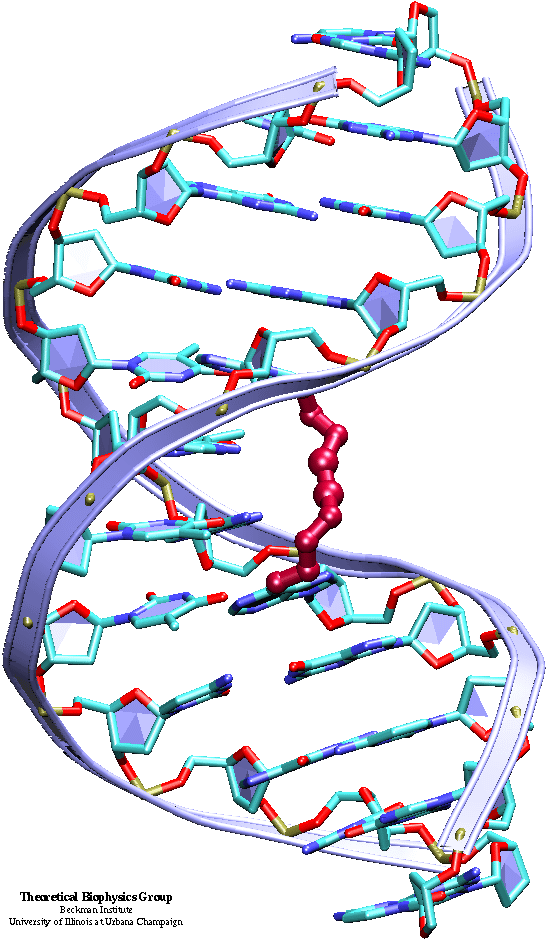 Theoretical Biophysics Group
Beckman Institute
University of Illinois at Urbana Champaign